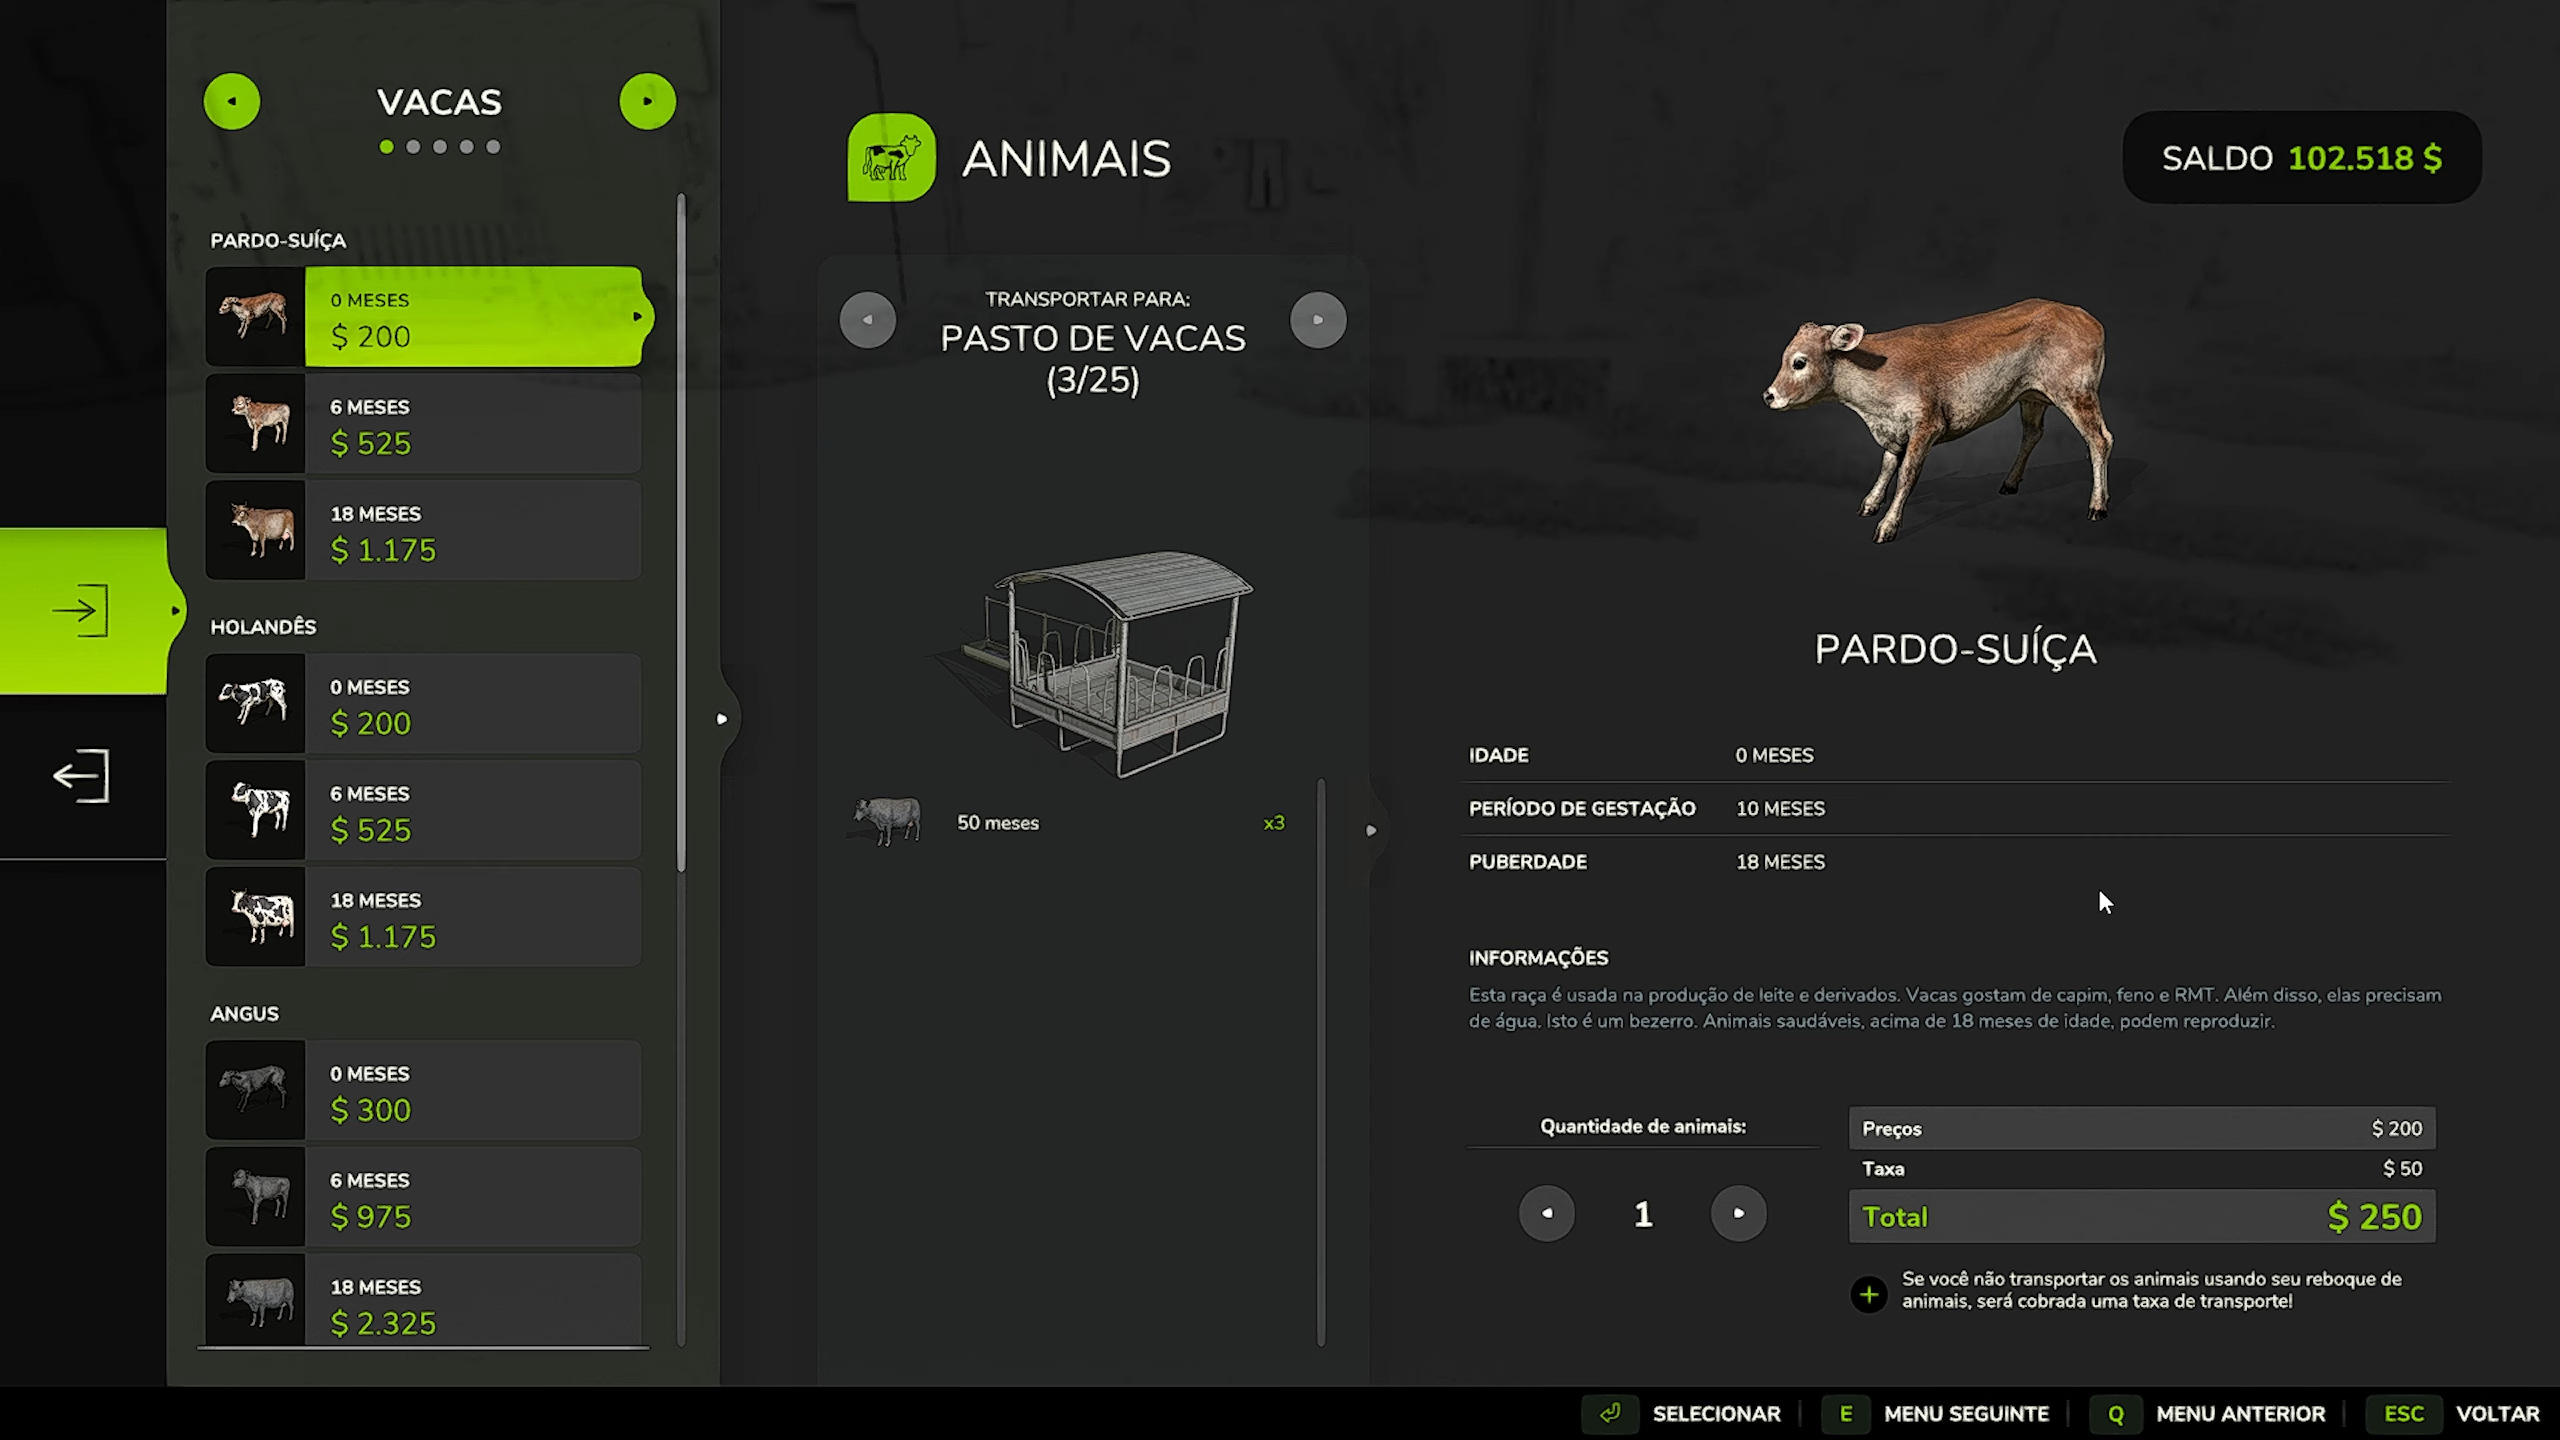 VACAS
PARDO-SUÍÇA
0 MESES
$ 200
6 MESES
$ 525
18 MESES
$ 1.175
HOLANDÊS
0 MESES
$ 200
6 MESES
$ 525
18 MESES
$ 1.175
ANGUS
0 MESES
$ 300
6 MESES
$ 975
18 MESES
$ 2.325
ANIMAIS
TRANSPORTAR PARA:
PASTO DE VACAS
(3/25)
50 meses x3
SALDO 102.518 $
PARDO-SUÍÇA
IDADE 0 MESES
PERÍODO DE GESTAÇÃO 10 MESES
PUBERDADE 18 MESES
INFORMAÇÕES
Esta raça é usada na produção de leite e derivados. Vacas gostam de capim, feno e RMT. Além disso, elas precisam
de água. Isto é um bezerro. Animais saudáveis, acima de 18 meses de idade, podem reproduzir.
Quantidade de animais:
1
Preços $ 200
Taxa $ 50
Total $ 250
Se você não transportar os animais usando seu reboque de
animais, será cobrada uma taxa de transporte!
SELECIONAR
E MENU SEGUINTE
Q MENU ANTERIOR
ESC VOLTAR